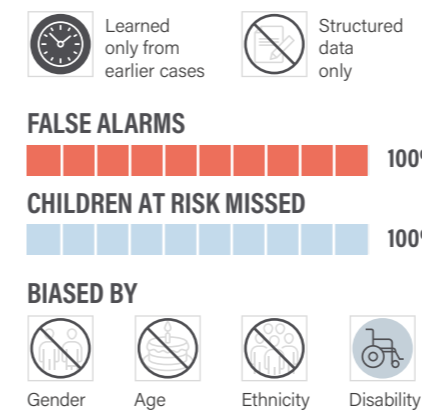 Learned
only from
earlier cases
Structured
data
only
FALSE ALARMS
100
CHILDREN AT RISK MISSED
100
BIASED BY
Gender
Age
Ethnicity
Disability